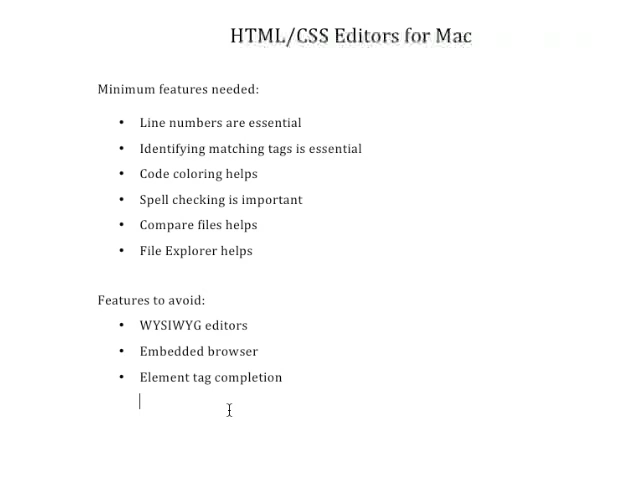 HTML/CSS Editors for Mac
Minimum features needed:
• Line numbers are essential
• Identifying matching tags is essential
• Code coloring helps
• Spell checking is important
• Compare files helps
• File Explorer helps
Features to avoid:
• WYSIWYG editors
• Embedded browser
• Element tag completion